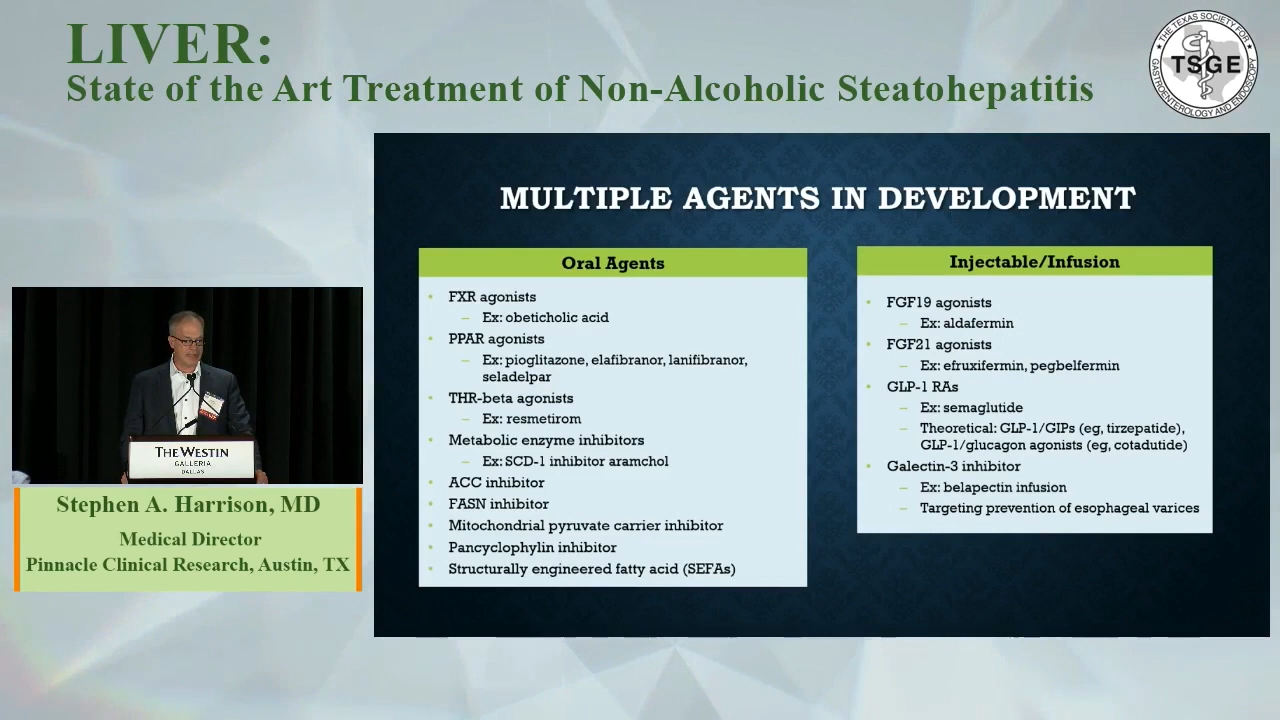 LIVER:
State of the Art Treatment of Non-Alcoholic Steatohepatitis
THE TEXAS SOCIETY FOR
GASTROENTEROLOGY AND ENDOSCOPY
TSGE
MULTIPLE AGENTS IN DEVELOPMENT
Oral Agents
• FXR agonists
– Ex: obeticholic acid
• PPAR agonists
– Ex: pioglitazone, elafibranor, lanifibranor,
seladelpar
• THR-beta agonists
– Ex: resmetirom
• Metabolic enzyme inhibitors
– Ex: SCD-1 inhibitor aramchol
• ACC inhibitor
• FASN inhibitor
• Mitochondrial pyruvate carrier inhibitor
• Pancyclophylin inhibitor
• Structurally engineered fatty acid (SEFAs)
Injectable/Infusion
• FGF19 agonists
– Ex: aldafermin
• FGF21 agonists
– Ex: efruxifermin, pegbelfermin
• GLP-1 RAs
– Ex: semaglutide
– Theoretical: GLP-1/GIPs (eg, tirzepatide),
GLP-1/glucagon agonists (eg, cotadutide)
• Galectin-3 inhibitor
– Ex: belapectin infusion
– Targeting prevention of esophageal varices
THE WESTIN
GALLERIA
DALLAS
Stephen A. Harrison, MD
Medical Director
Pinnacle Clinical Research, Austin, TX